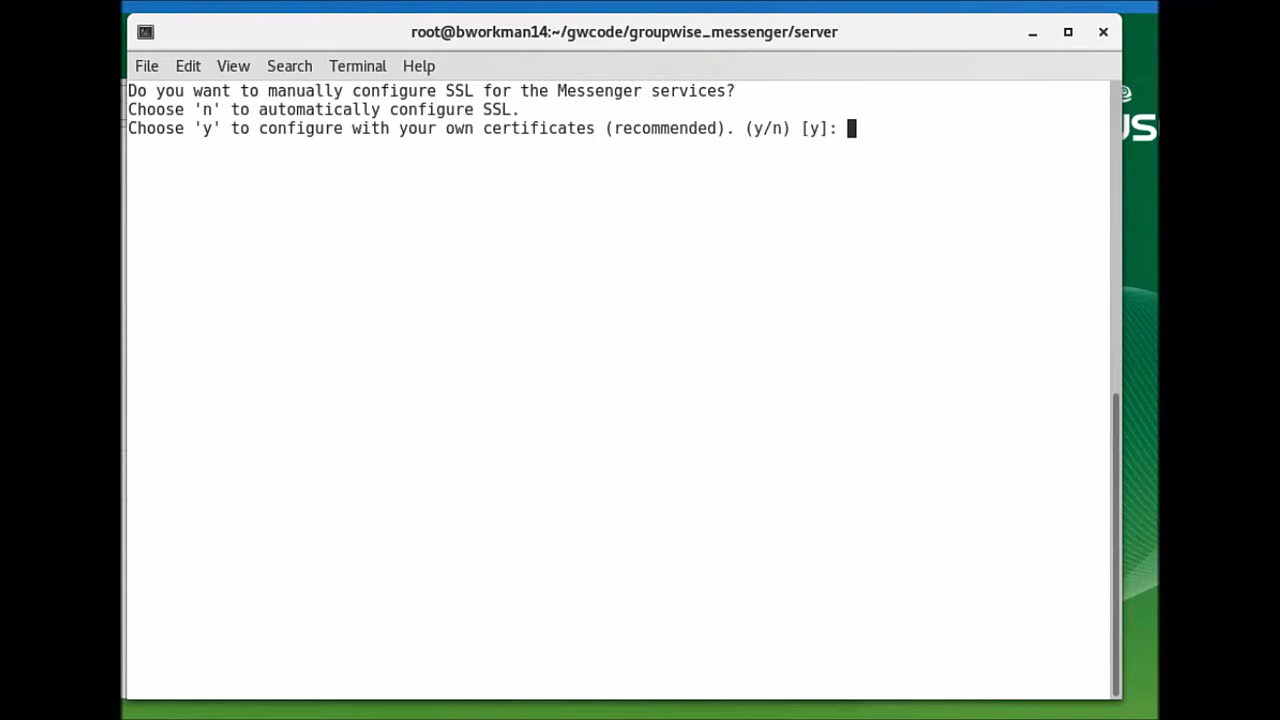 root@bworkman14:~/gwcode/groupwise_messenger/server
File Edit View Search Terminal Help
Do you want to manually configure SSL for the Messenger services?
Choose 'n' to automatically configure SSL.
Choose 'y' to configure with your own certificates (recommended). (y/n) [y]:
US